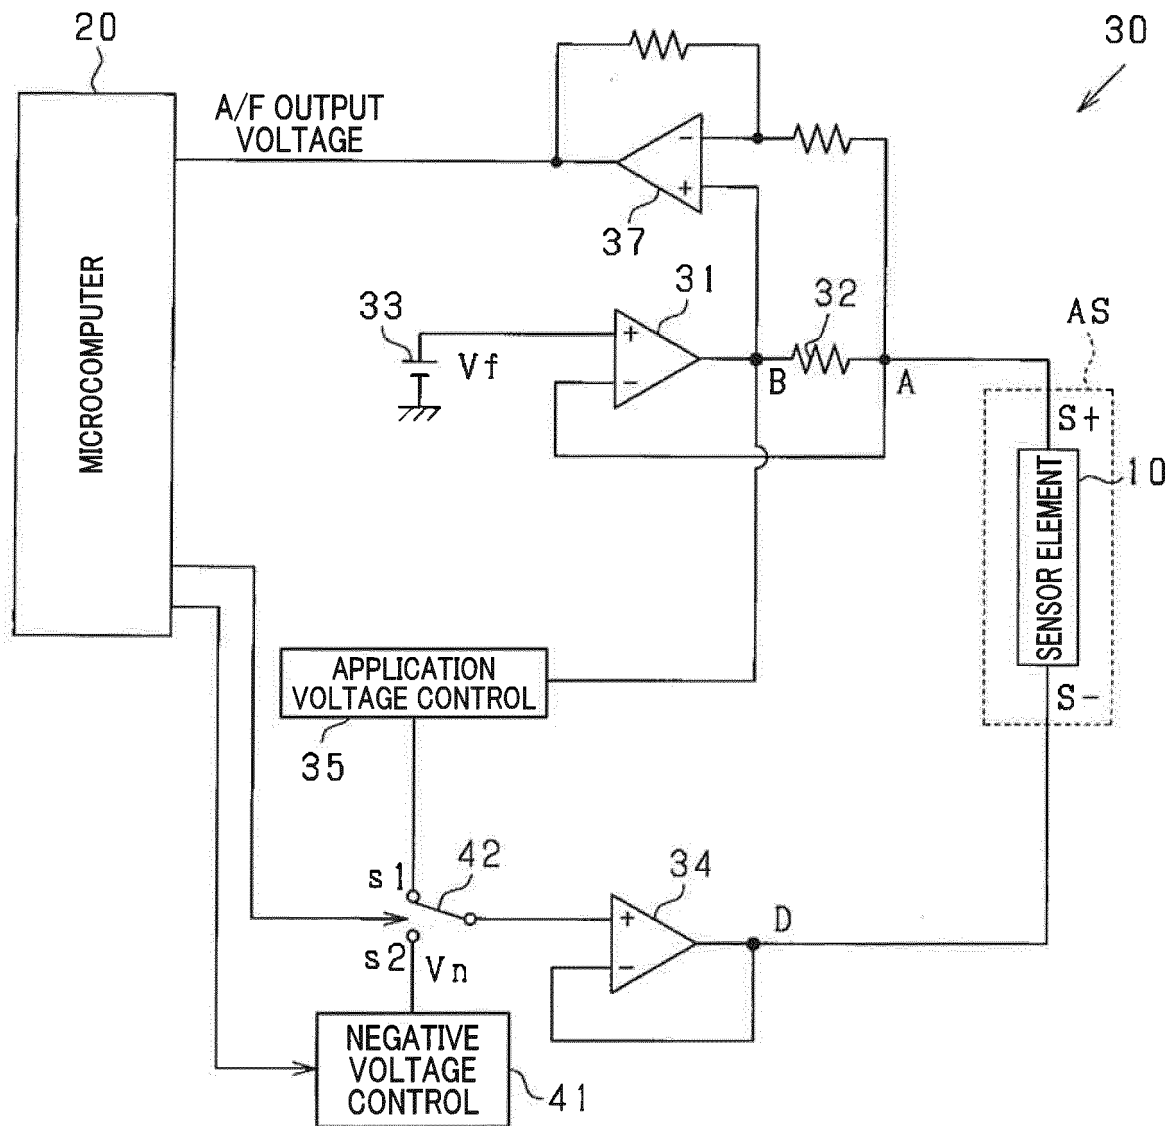 20
30
A/F OUTPUT
VOLTAGE
-
+
37
MICROCOMPUTER
33
Vf
31
+
-
32
B
A
AS
S+
SENSOR ELEMENT
10
S-
APPLICATION
VOLTAGE CONTROL
35
s1
42
s2
Vn
34
+
-
D
NEGATIVE
VOLTAGE
CONTROL
41